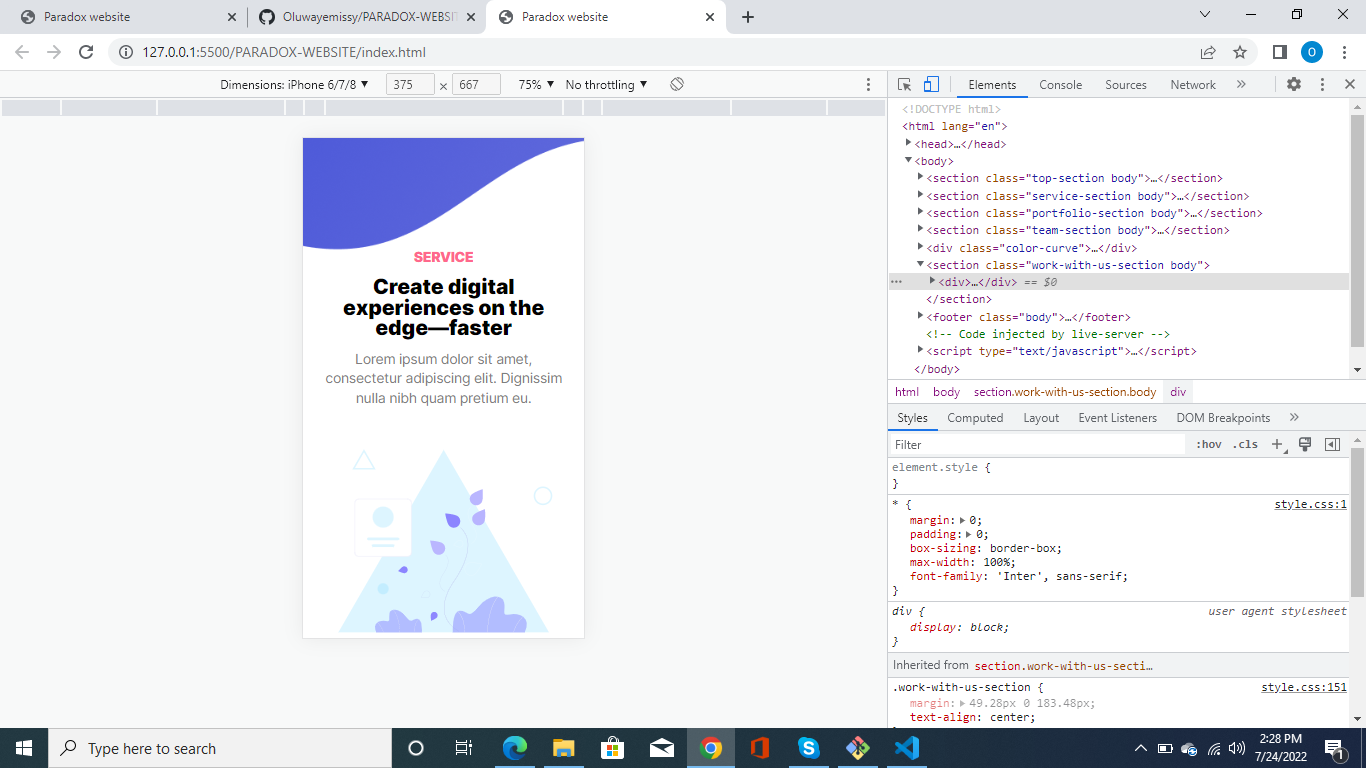 Paradox website
Oluwayemissy/PARADOX-WEBSIT
Paradox website
127.0.0.1:5500/PARADOX-WEBSITE/index.html
O
Dimensions: iPhone 6/7/8 ▼ 375 × 667 75% ▼ No throttling ▼
Elements Console Sources Network »
<!DOCTYPE html>
<html lang="en">
<head>…</head>
<body>
<section class="top-section body">…</section>
<section class="service-section body">…</section>
<section class="portfolio-section body">…</section>
<section class="team-section body">…</section>
<div class="color-curve">…</div>
<section class="work-with-us-section body">
<div>…</div> == $0
</section>
<footer class="body">…</footer>
<!-- Code injected by live-server -->
<script type="text/javascript">…</script>
</body>
html body section.work-with-us-section.body div
Styles Computed Layout Event Listeners DOM Breakpoints »
Filter :hov .cls +
element.style {
}
* { style.css:1
margin: 0;
padding: 0;
box-sizing: border-box;
max-width: 100%;
font-family: 'Inter', sans-serif;
}
div { user agent stylesheet
display: block;
}
Inherited from section.work-with-us-secti…
.work-with-us-section { style.css:151
margin: 49.28px 0 183.48px;
text-align: center;
SERVICE
Create digital
experiences on the
edge—faster
Lorem ipsum dolor sit amet,
consectetur adipiscing elit. Dignissim
nulla nibh quam pretium eu.
Type here to search
2:28 PM
7/24/2022
1